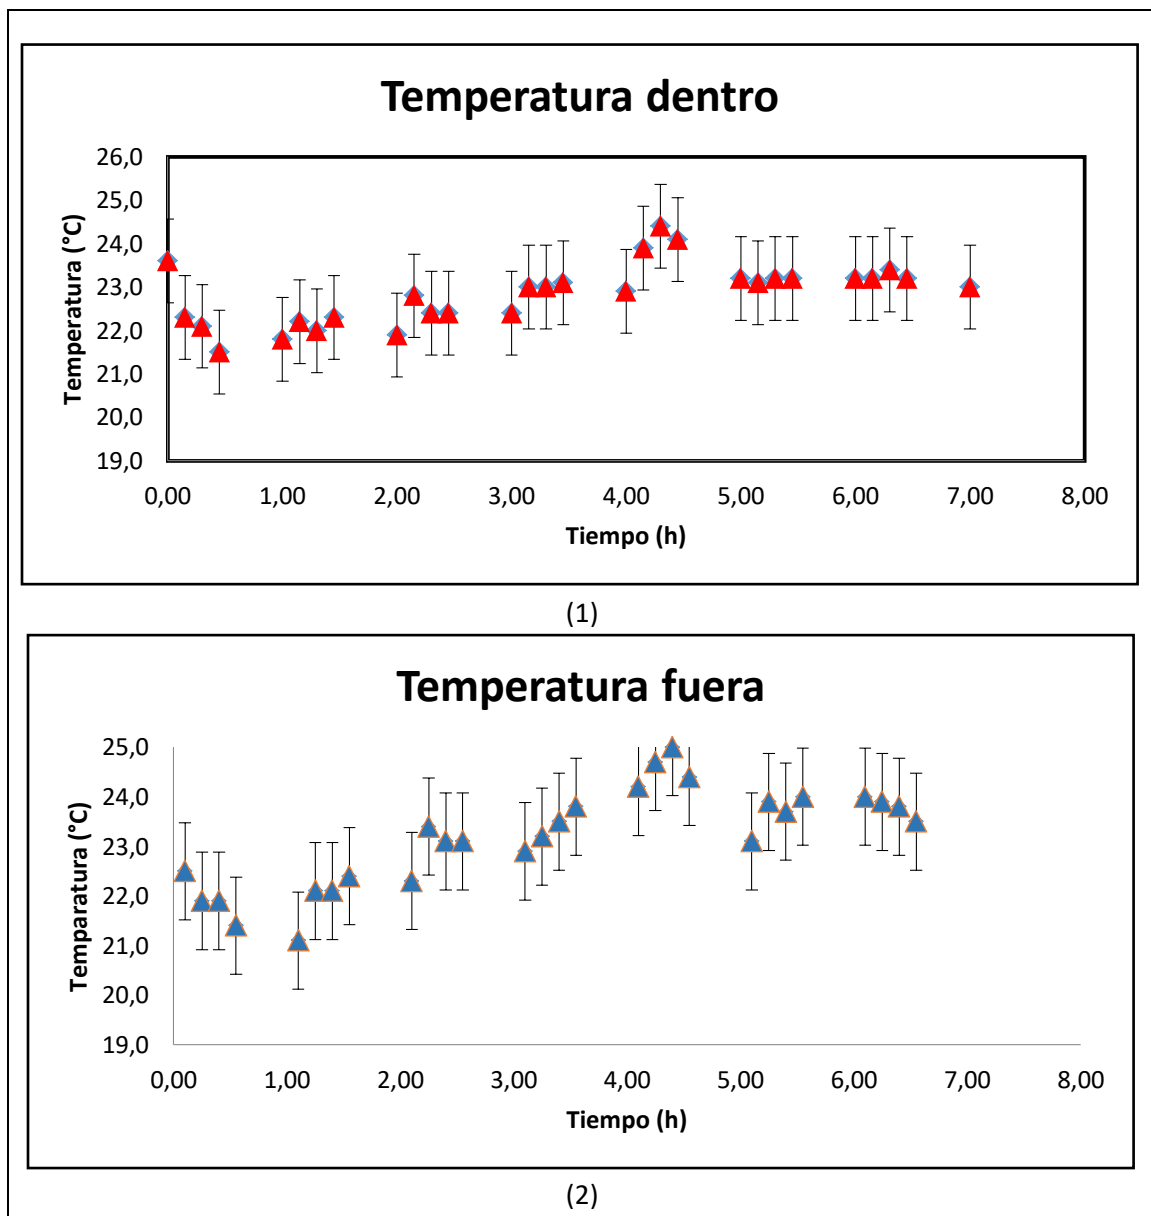 Temperatura dentro
26,0
25,0
24,0
23,0
22,0
21,0
20,0
19,0
Temperatura (°C)
0,00 1,00 2,00 3,00 4,00 5,00 6,00 7,00 8,00
Tiempo (h)
(1)
Temperatura fuera
25,0
24,0
23,0
22,0
21,0
20,0
19,0
Temparatura (°C)
0,00 1,00 2,00 3,00 4,00 5,00 6,00 7,00 8,00
Tiempo (h)
(2)